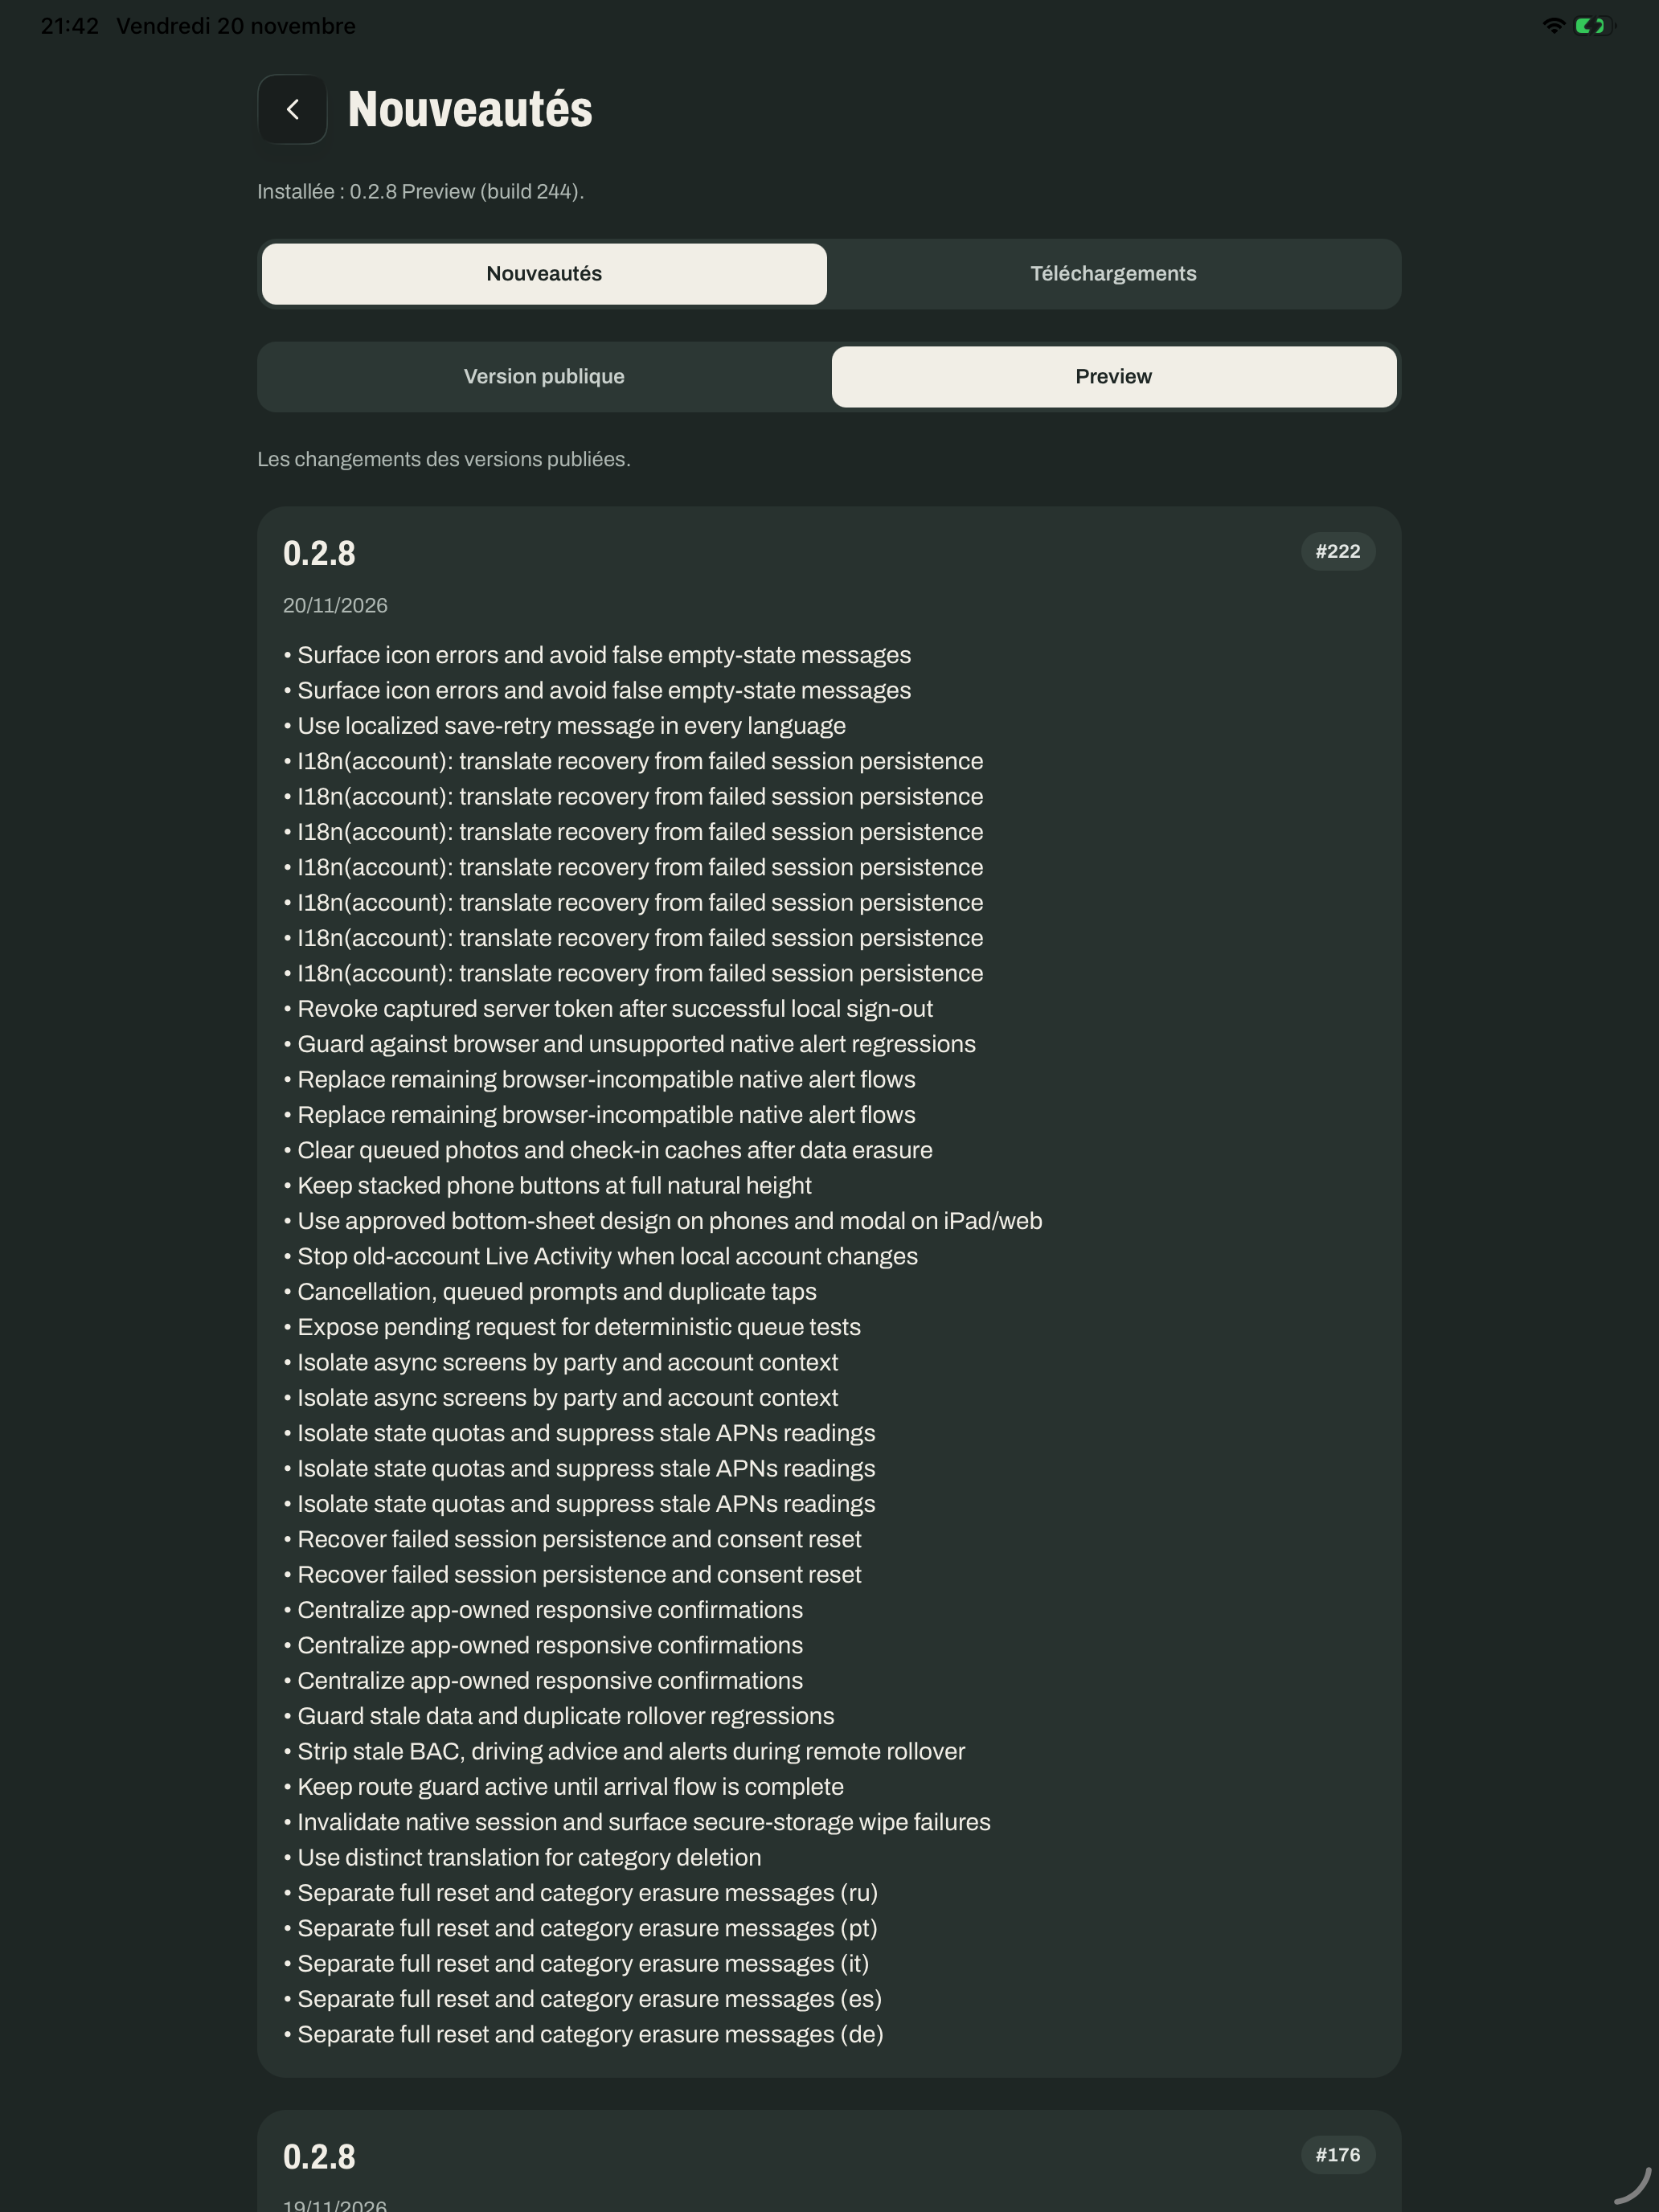 21:42 Vendredi 20 novembre
Nouveautés
Installée : 0.2.8 Preview (build 244).
Nouveautés
Téléchargements
Version publique
Preview
Les changements des versions publiées.
0.2.8
#222
20/11/2026
• Surface icon errors and avoid false empty-state messages
• Surface icon errors and avoid false empty-state messages
• Use localized save-retry message in every language
• I18n(account): translate recovery from failed session persistence
• I18n(account): translate recovery from failed session persistence
• I18n(account): translate recovery from failed session persistence
• I18n(account): translate recovery from failed session persistence
• I18n(account): translate recovery from failed session persistence
• I18n(account): translate recovery from failed session persistence
• I18n(account): translate recovery from failed session persistence
• Revoke captured server token after successful local sign-out
• Guard against browser and unsupported native alert regressions
• Replace remaining browser-incompatible native alert flows
• Replace remaining browser-incompatible native alert flows
• Clear queued photos and check-in caches after data erasure
• Keep stacked phone buttons at full natural height
• Use approved bottom-sheet design on phones and modal on iPad/web
• Stop old-account Live Activity when local account changes
• Cancellation, queued prompts and duplicate taps
• Expose pending request for deterministic queue tests
• Isolate async screens by party and account context
• Isolate async screens by party and account context
• Isolate state quotas and suppress stale APNs readings
• Isolate state quotas and suppress stale APNs readings
• Isolate state quotas and suppress stale APNs readings
• Recover failed session persistence and consent reset
• Recover failed session persistence and consent reset
• Centralize app-owned responsive confirmations
• Centralize app-owned responsive confirmations
• Centralize app-owned responsive confirmations
• Guard stale data and duplicate rollover regressions
• Strip stale BAC, driving advice and alerts during remote rollover
• Keep route guard active until arrival flow is complete
• Invalidate native session and surface secure-storage wipe failures
• Use distinct translation for category deletion
• Separate full reset and category erasure messages (ru)
• Separate full reset and category erasure messages (pt)
• Separate full reset and category erasure messages (it)
• Separate full reset and category erasure messages (es)
• Separate full reset and category erasure messages (de)
0.2.8
#176
19/11/2026